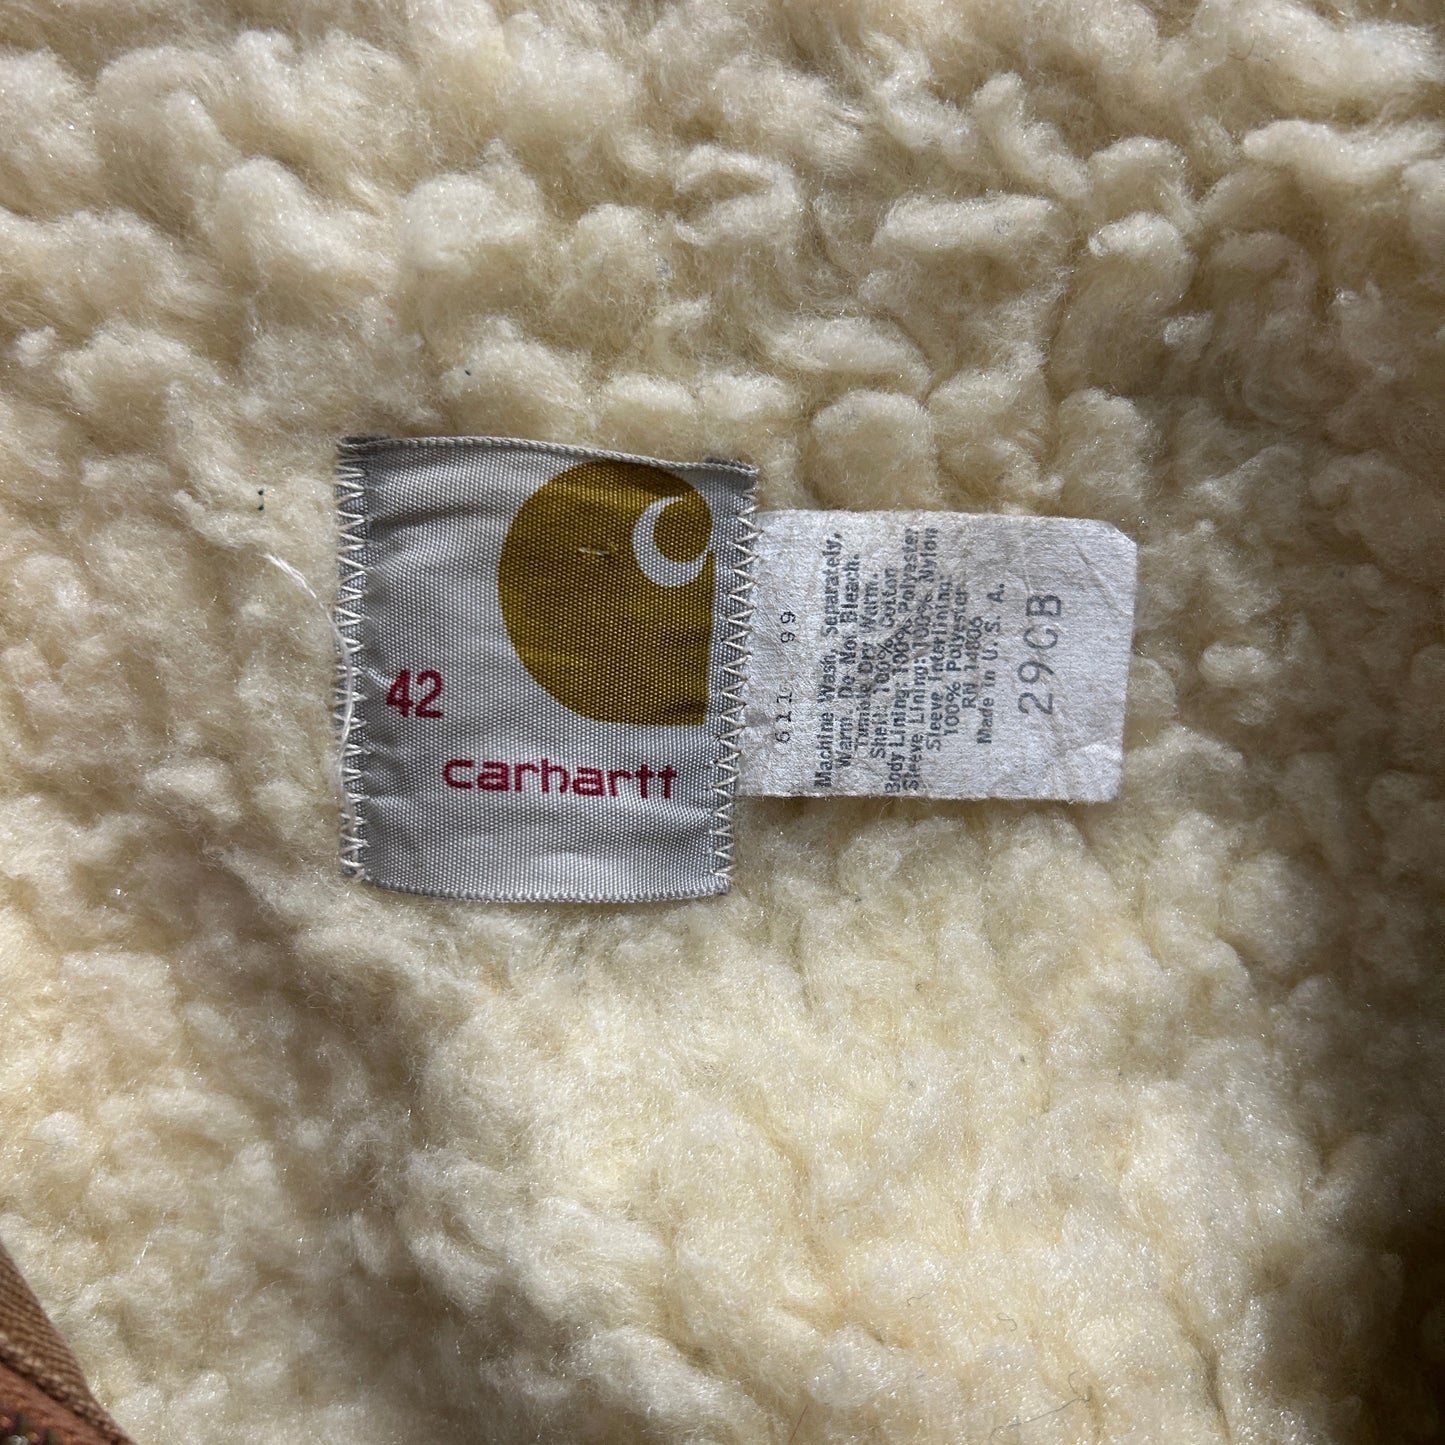 42
carhartt
611 99
Machine Wash, Separately,
Warm. Do Not Bleach.
Tumble Dry Warm.
Shell: 100% Cotton
Body Lining: 100% Polyester
Sleeve Lining: 100% Nylon
Sleeve Interlining:
100% Polyester
RN 14806
Made in U. S. A.
29GB